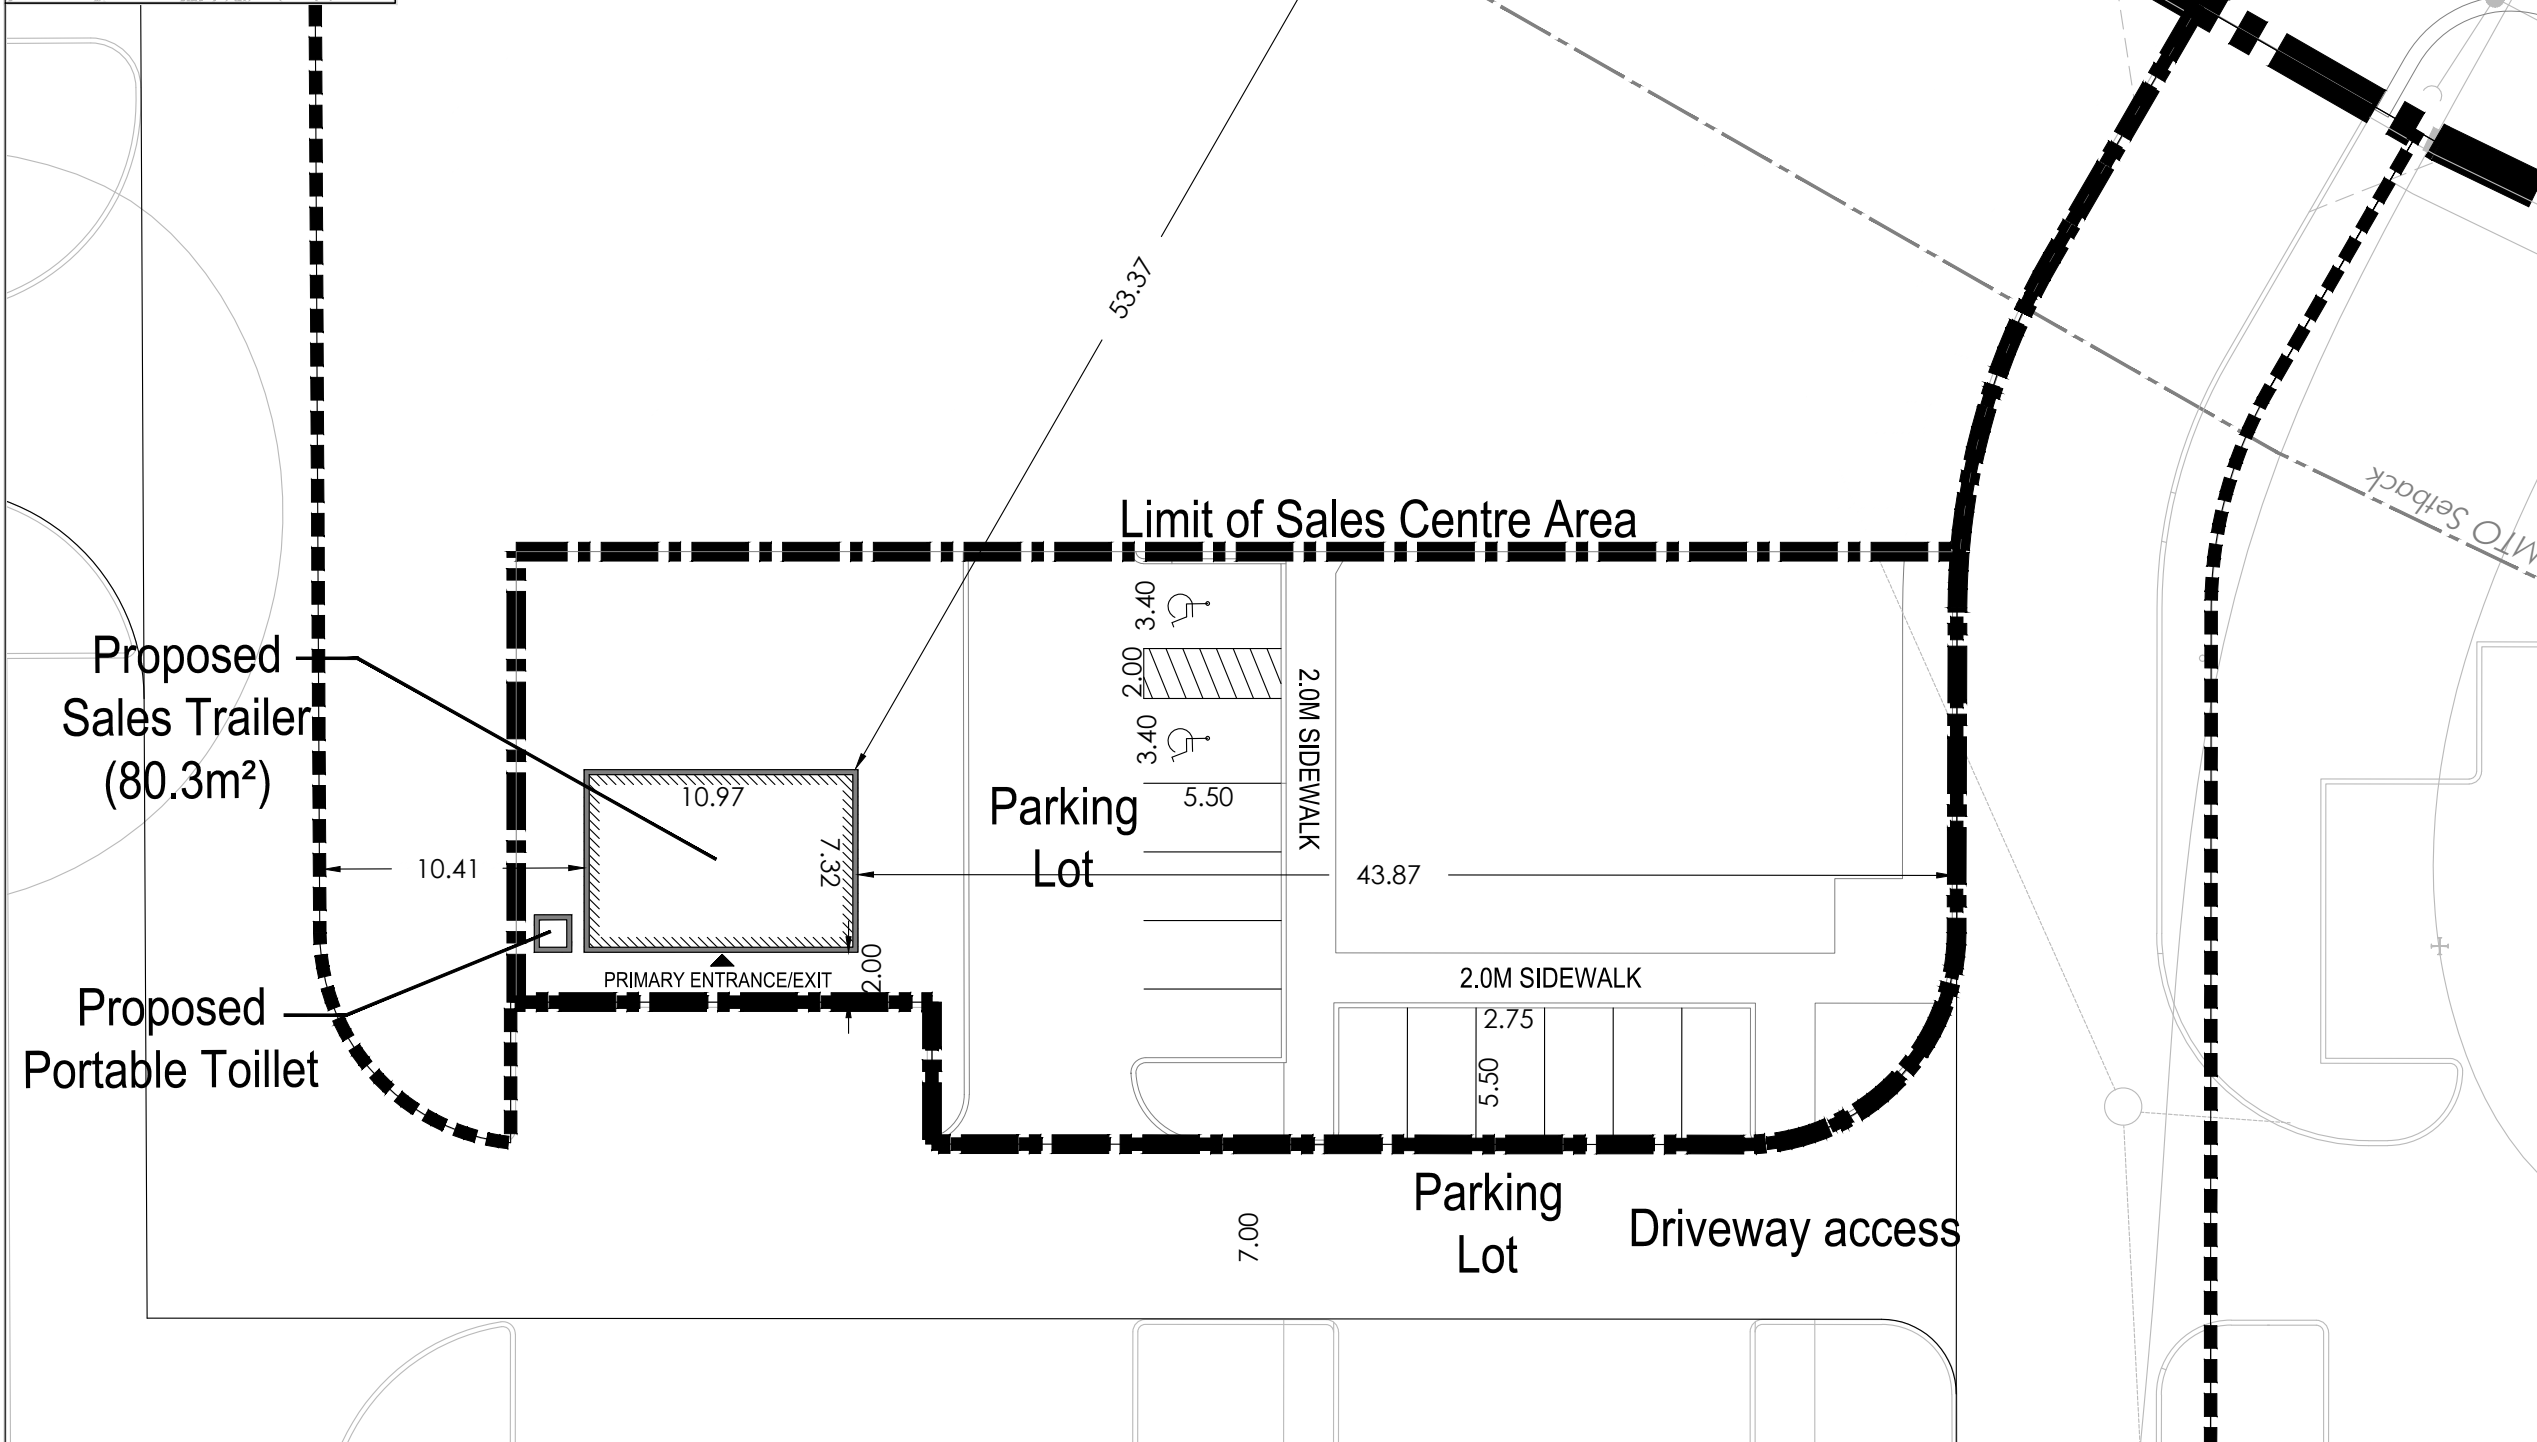 53.37
Limit of Sales Centre Area
MTO Setback
3.40
2.00
3.40
2.0M SIDEWALK
Proposed
Sales Trailer
(80.3m²)
10.97
7.32
Parking
Lot
5.50
10.41
43.87
2.00
PRIMARY ENTRANCE/EXIT
2.0M SIDEWALK
Proposed
Portable Toillet
2.75
5.50
Parking
Lot
Driveway access
7.00